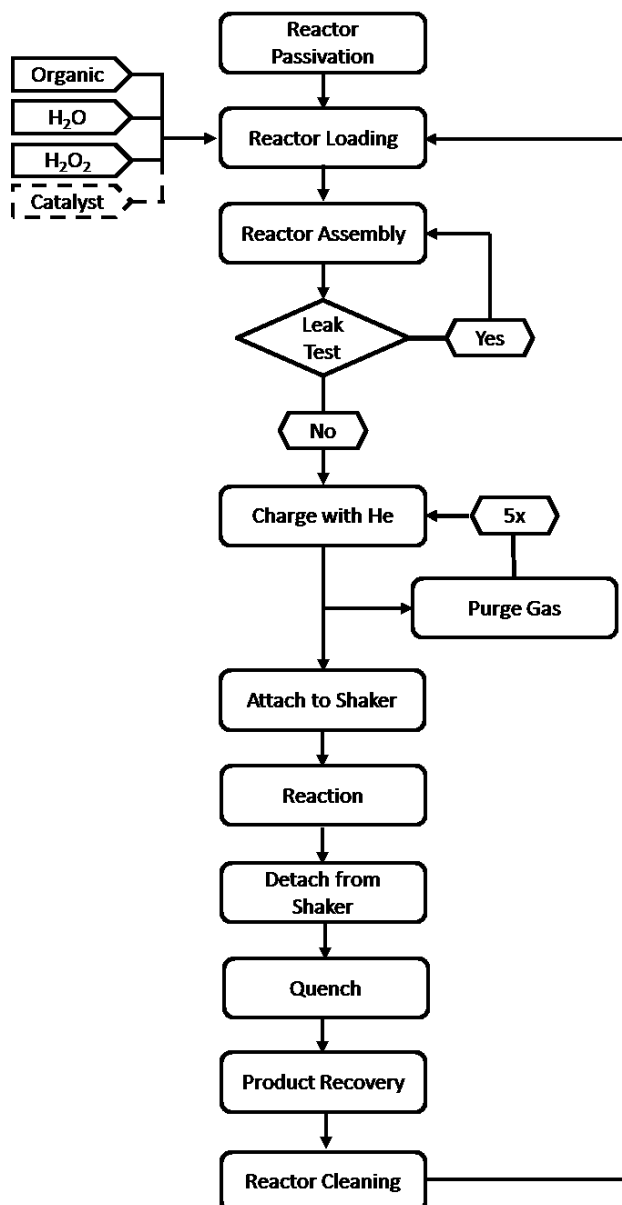 Reactor
Passivation
Organic
H₂O
H₂O₂
Catalyst
Reactor Loading
Reactor Assembly
Leak
Test
Yes
No
Charge with He
5x
Purge Gas
Attach to Shaker
Reaction
Detach from
Shaker
Quench
Product Recovery
Reactor Cleaning